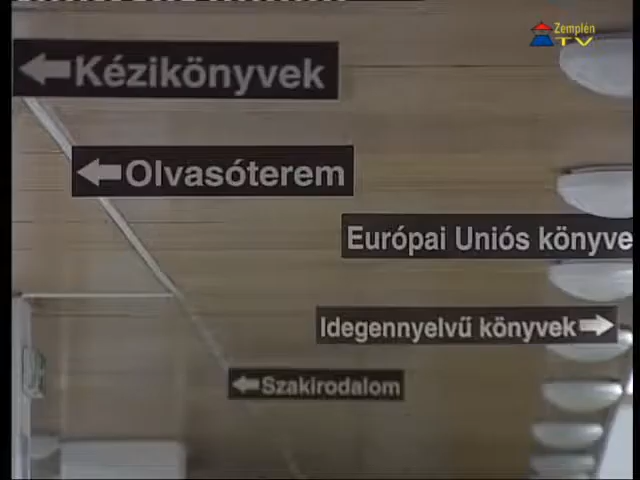 Zemplén
TV
Kézikönyvek
Olvasóterem
Európai Uniós könyve
Idegennyelvű könyvek
Szakirodalom